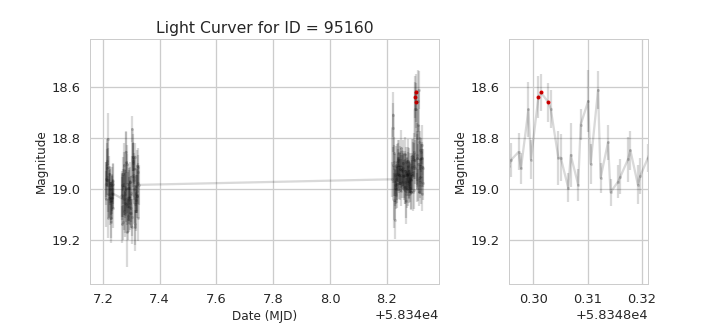 Light Curver for ID = 95160
Magnitude
18.6
18.8
19.0
19.2
7.2 7.4 7.6 7.8 8.0 8.2
Date (MJD) +5.834e4
Magnitude
18.6
18.8
19.0
19.2
0.30 0.31 0.32
+5.8348e4